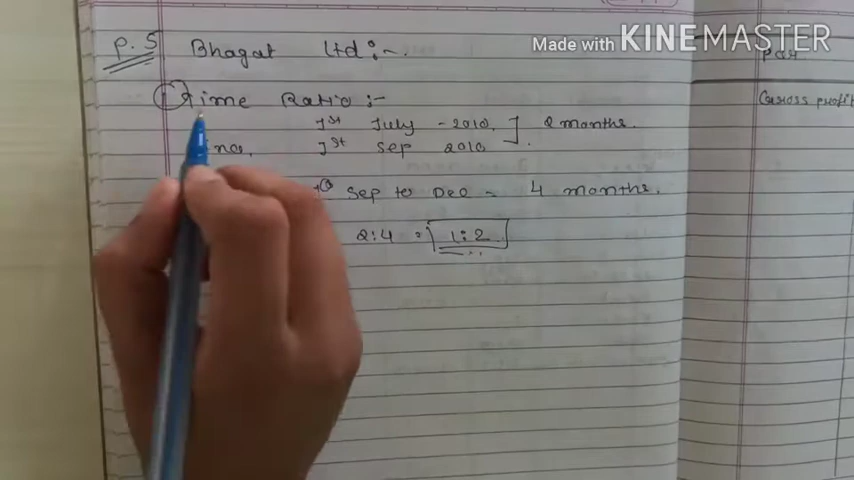 P.5 Bhagat Ltd :-
Made with KINEMASTER
① Time Ratio :-
1st July - 2010 ] 2 months.
1st Sep 2010
Sep to Dec = 4 months.
2:4 = 1:2
Gross profit